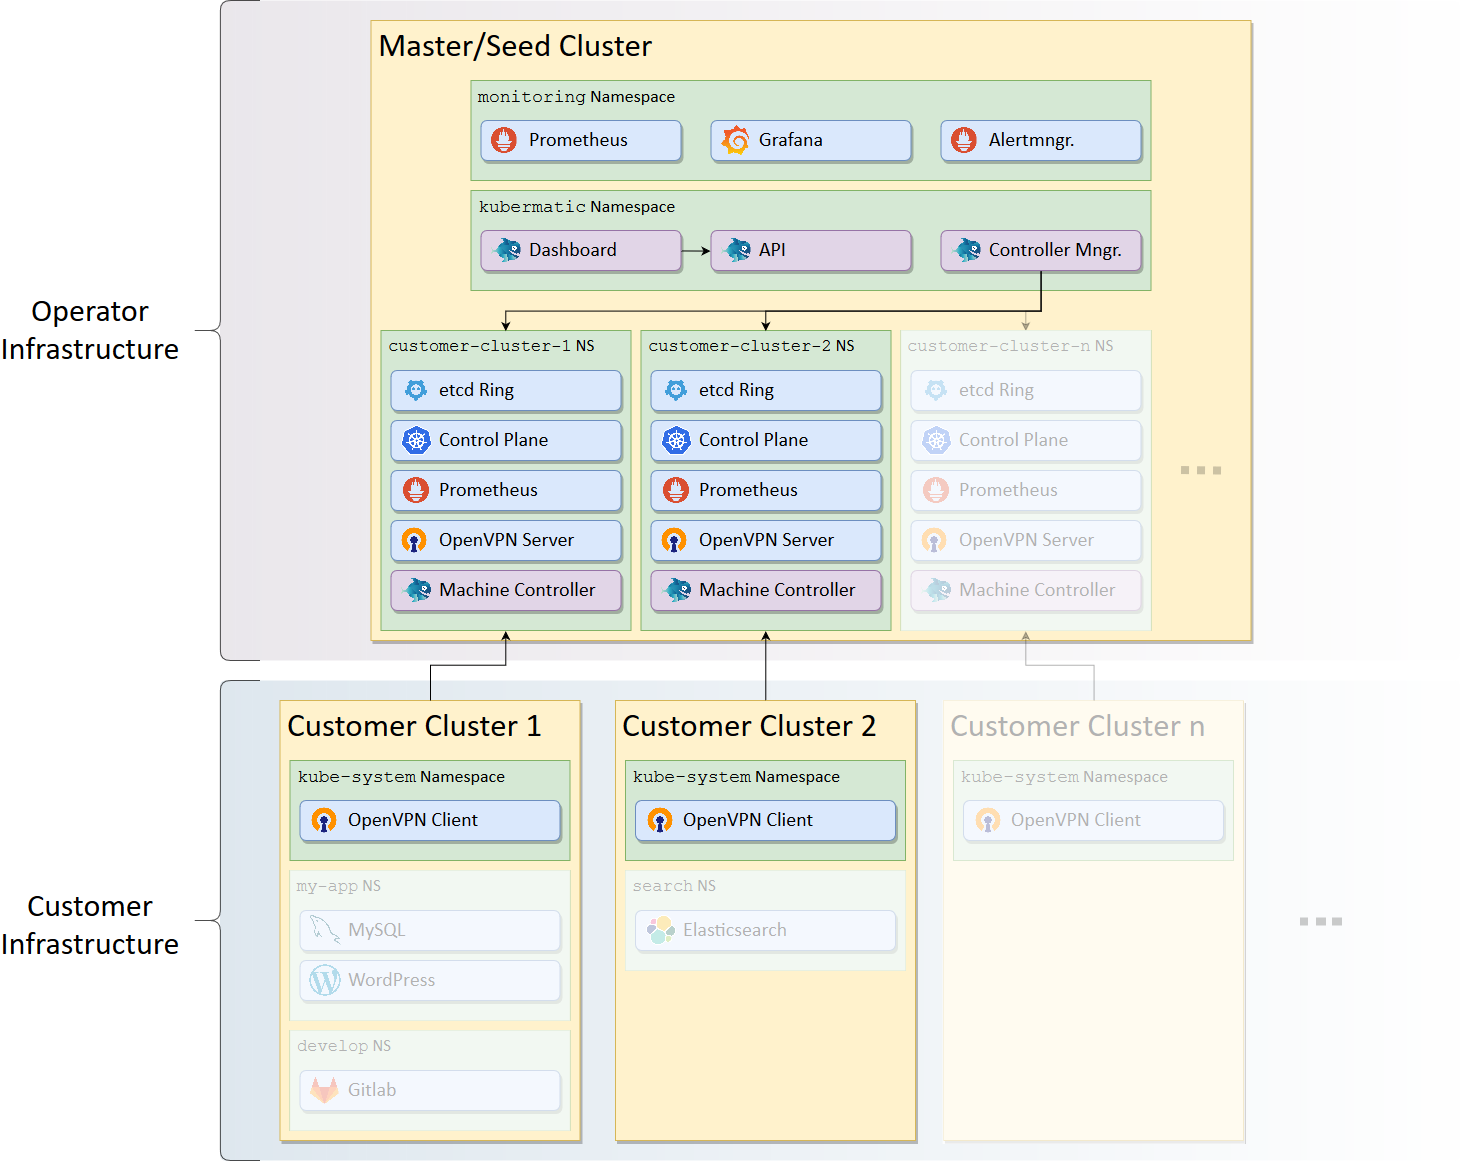 Master/Seed Cluster
monitoring Namespace
Prometheus
Grafana
Alertmngr.
kubermatic Namespace
Dashboard
API
Controller Mngr.
Operator
Infrastructure
customer-cluster-1 NS
etcd Ring
Control Plane
Prometheus
OpenVPN Server
Machine Controller
customer-cluster-2 NS
etcd Ring
Control Plane
Prometheus
OpenVPN Server
Machine Controller
customer-cluster-n NS
etcd Ring
Control Plane
Prometheus
OpenVPN Server
Machine Controller
Customer
Infrastructure
Customer Cluster 1
kube-system Namespace
OpenVPN Client
my-app NS
MySQL
WordPress
develop NS
Gitlab
Customer Cluster 2
kube-system Namespace
OpenVPN Client
search NS
Elasticsearch
Customer Cluster n
kube-system Namespace
OpenVPN Client